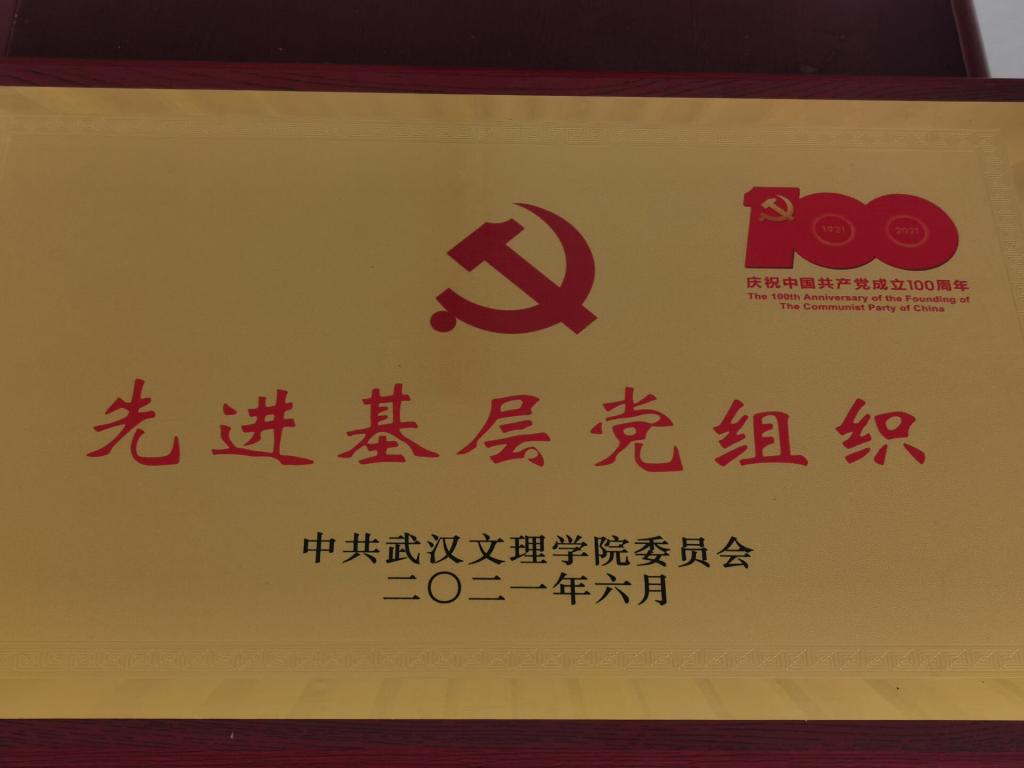 100
1921
2021
庆祝中国共产党成立100周年
The 100th Anniversary of the Founding of
The Communist Party of China
先进基层党组织
中共武汉文理学院委员会
二〇二一年六月